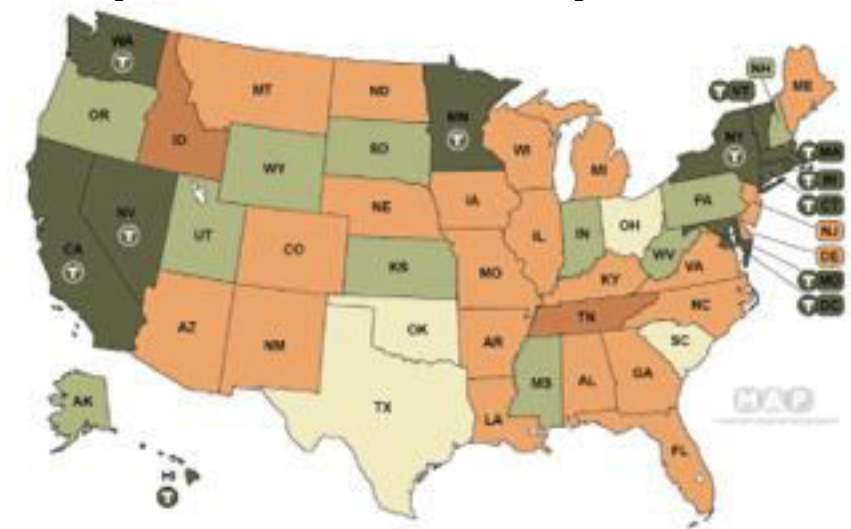 WA
T
MT
ND
MN
T
NH
T VT
ME
OR
ID
SD
WI
MI
NY
T
T MA
T RI
T CT
WY
NV
T
CA
T
UT
NE
IA
IL
IN
OH
PA
NJ
DE
T MD
T DC
CO
KS
MO
WV
VA
KY
NC
TN
AZ
NM
OK
AR
SC
MS
AL
GA
TX
LA
FL
AK
HI
T
MAP